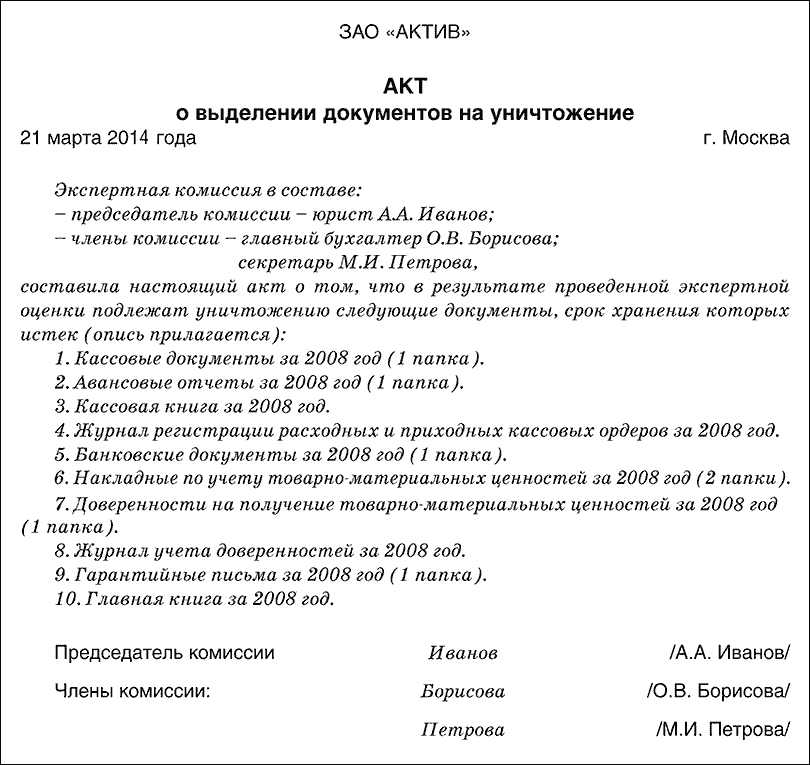 ЗАО «АКТИВ»
АКТ
о выделении документов на уничтожение
21 марта 2014 года г. Москва
Экспертная комиссия в составе:
– председатель комиссии – юрист А.А. Иванов;
– члены комиссии – главный бухгалтер О.В. Борисова;
секретарь М.И. Петрова,
составила настоящий акт о том, что в результате проведенной экспертной
оценки подлежат уничтожению следующие документы, срок хранения которых
истек (опись прилагается):
1. Кассовые документы за 2008 год (1 папка).
2. Авансовые отчеты за 2008 год (1 папка).
3. Кассовая книга за 2008 год.
4. Журнал регистрации расходных и приходных кассовых ордеров за 2008 год.
5. Банковские документы за 2008 год (1 папка).
6. Накладные по учету товарно-материальных ценностей за 2008 год (2 папки).
7. Доверенности на получение товарно-материальных ценностей за 2008 год
(1 папка).
8. Журнал учета доверенностей за 2008 год.
9. Гарантийные письма за 2008 год (1 папка).
10. Главная книга за 2008 год.
Председатель комиссии Иванов /А.А. Иванов/
Члены комиссии: Борисова /О.В. Борисова/
Петрова /М.И. Петрова/